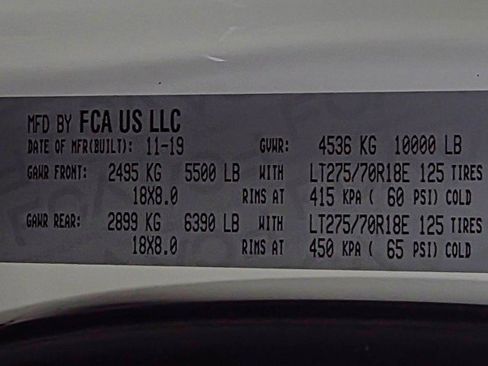 MFD BY FCA US LLC
DATE OF MFR(BUILT): 11-19 GVWR: 4536 KG 10000 LB
GAWR FRONT: 2495 KG 5500 LB WITH LT275/70R18E 125 TIRES
18X8.0 RIMS AT 415 KPA ( 60 PSI) COLD
GAWR REAR: 2899 KG 6390 LB WITH LT275/70R18E 125 TIRES
18X8.0 RIMS AT 450 KPA ( 65 PSI) COLD